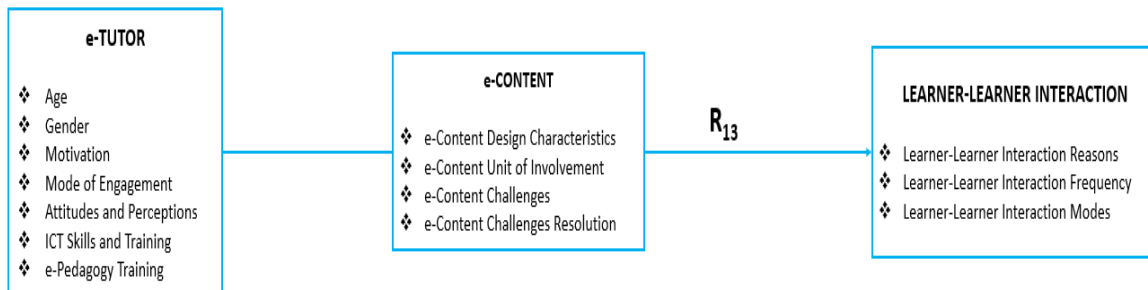 e-TUTOR
❖ Age
❖ Gender
❖ Motivation
❖ Mode of Engagement
❖ Attitudes and Perceptions
❖ ICT Skills and Training
❖ e-Pedagogy Training
e-CONTENT
❖ e-Content Design Characteristics
❖ e-Content Unit of Involvement
❖ e-Content Challenges
❖ e-Content Challenges Resolution
R13
LEARNER-LEARNER INTERACTION
❖ Learner-Learner Interaction Reasons
❖ Learner-Learner Interaction Frequency
❖ Learner-Learner Interaction Modes